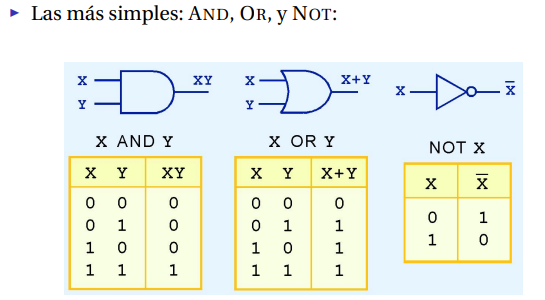 ▸ Las más simples: AND, OR, y NOT:
X XY X X+Y
Y Y X X̅
X AND Y X OR Y NOT X
X Y XY X Y X+Y X X̅
0 0 0 0 0 0 0 1
0 1 0 0 1 1 1 0
1 0 0 1 0 1
1 1 1 1 1 1